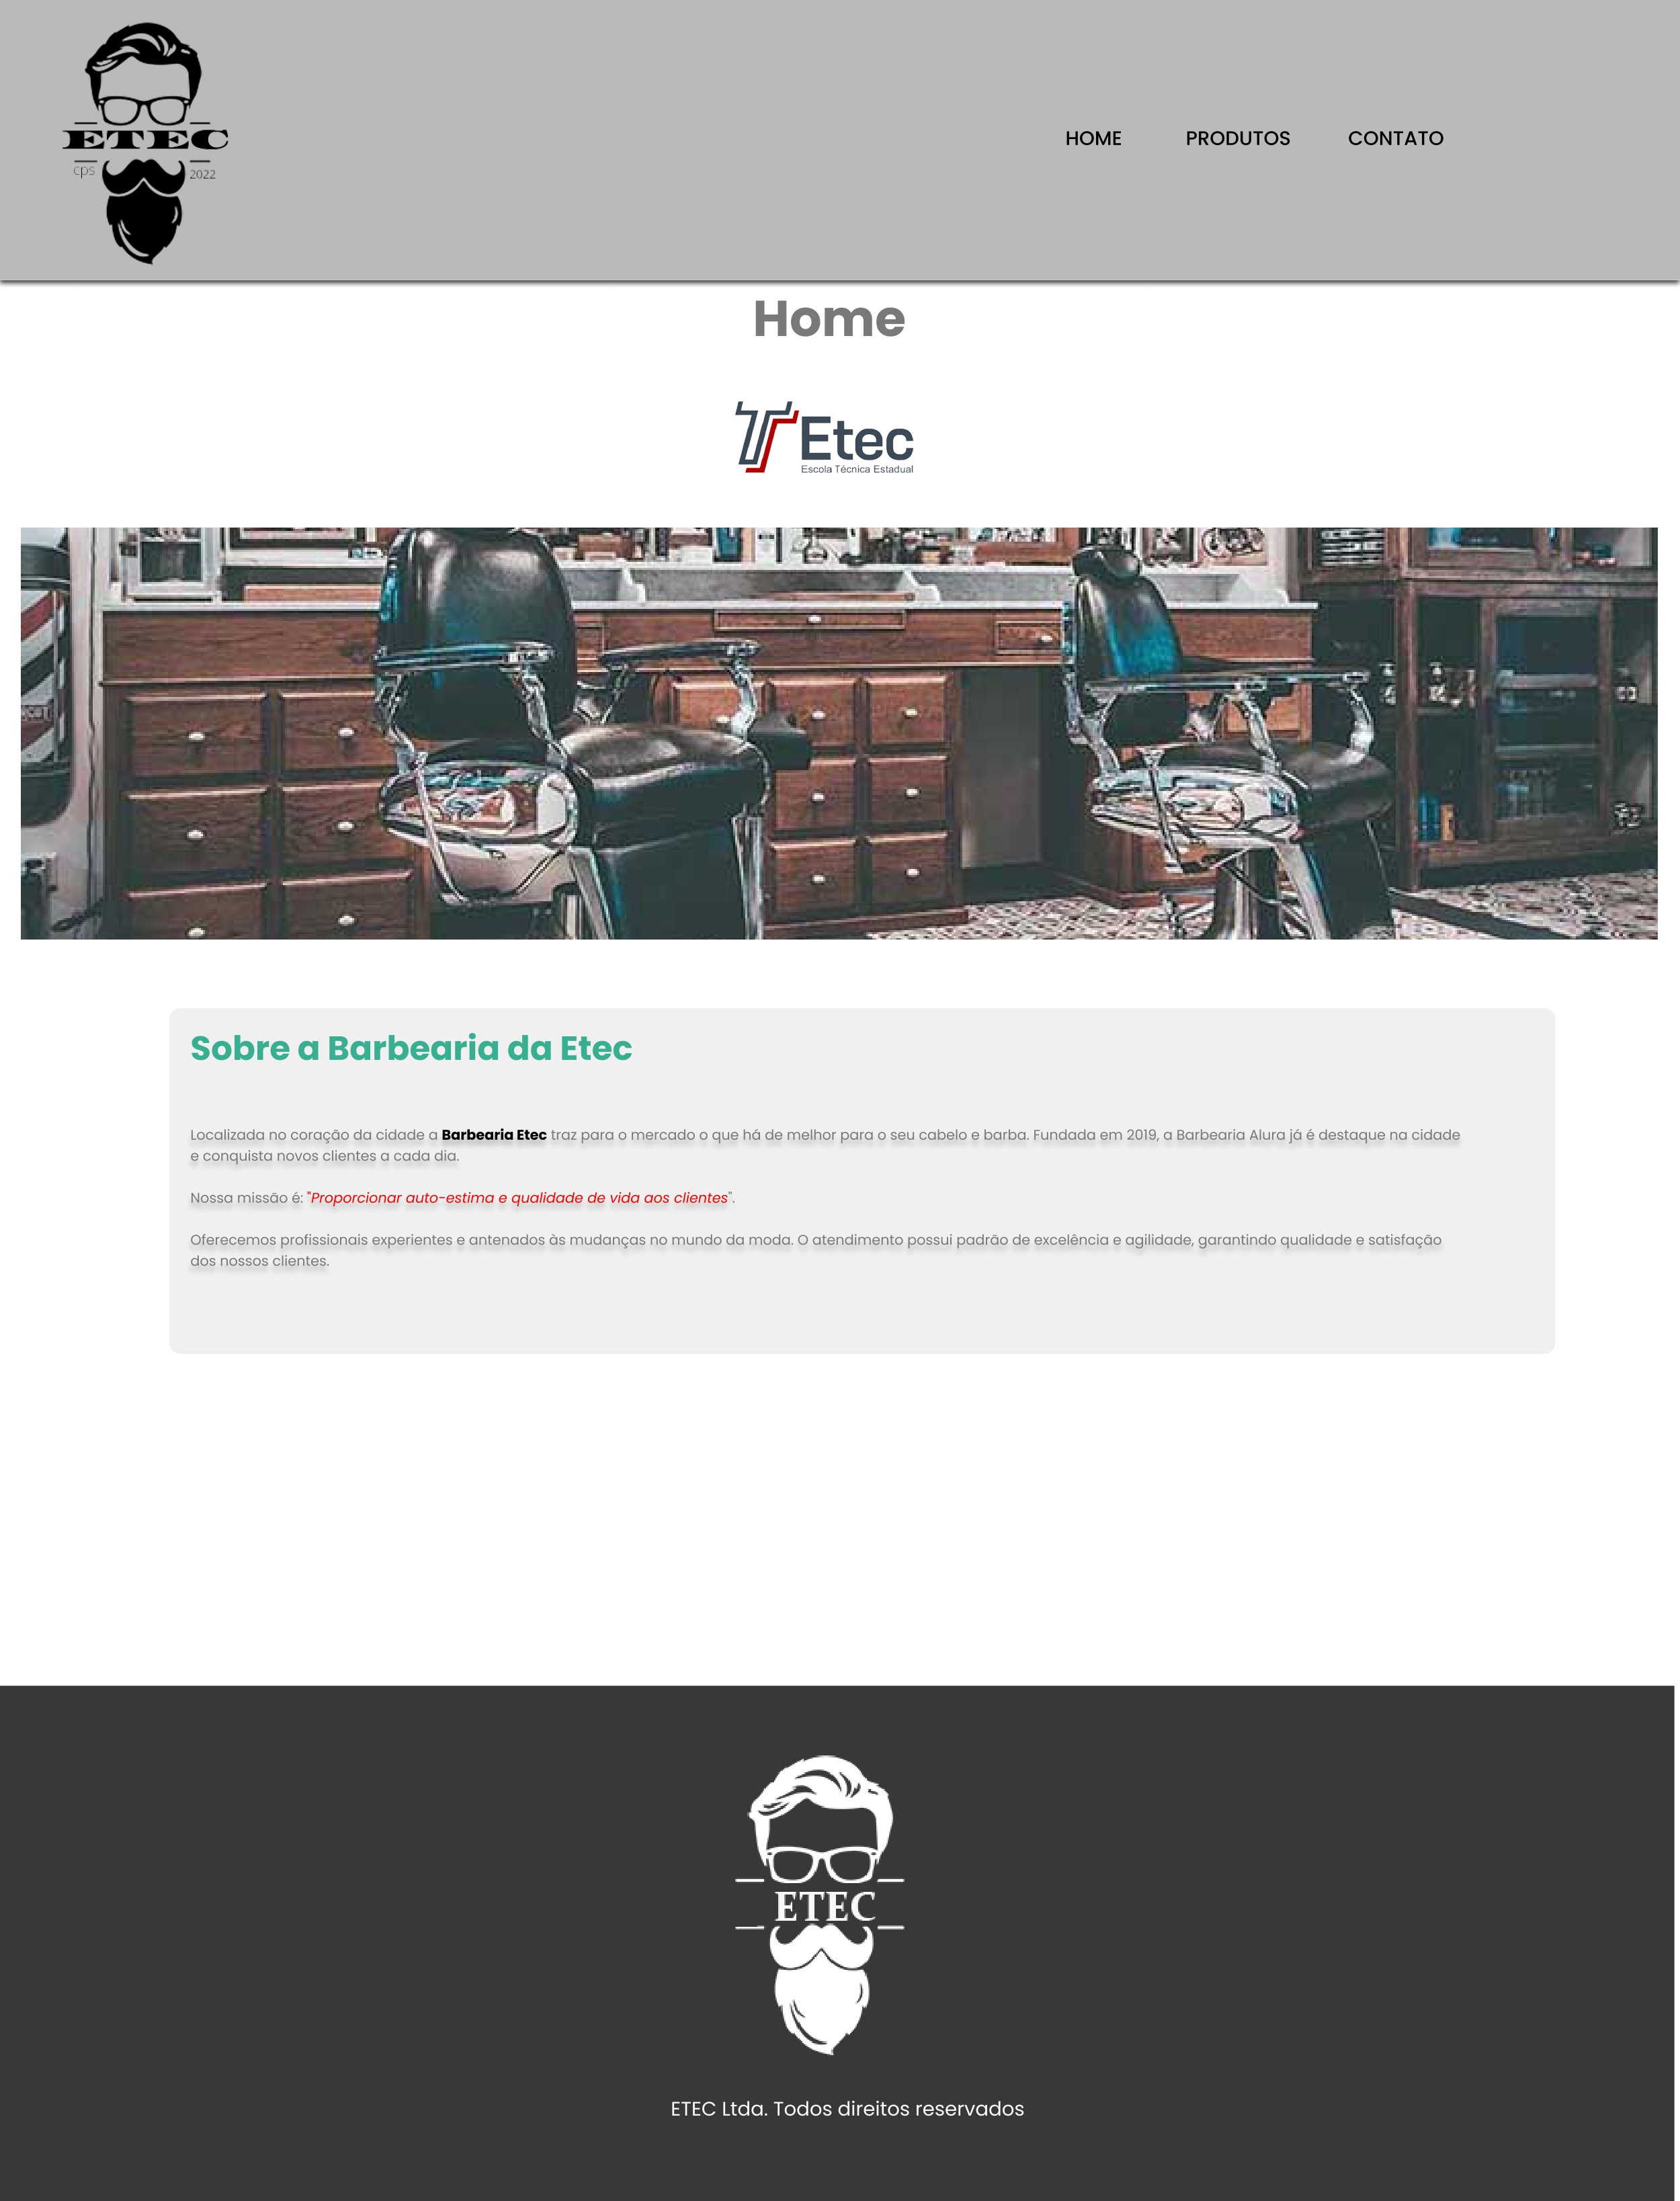 ETEC
cps
2022
HOME PRODUTOS CONTATO
Home
Etec
Escola Técnica Estadual
Sobre a Barbearia da Etec
Localizada no coração da cidade a Barbearia Etec traz para o mercado o que há de melhor para o seu cabelo e barba. Fundada em 2019, a Barbearia Alura já é destaque na cidade
e conquista novos clientes a cada dia.
Nossa missão é: "Proporcionar auto-estima e qualidade de vida aos clientes".
Oferecemos profissionais experientes e antenados às mudanças no mundo da moda. O atendimento possui padrão de excelência e agilidade, garantindo qualidade e satisfação
dos nossos clientes.
ETEC
ETEC Ltda. Todos direitos reservados